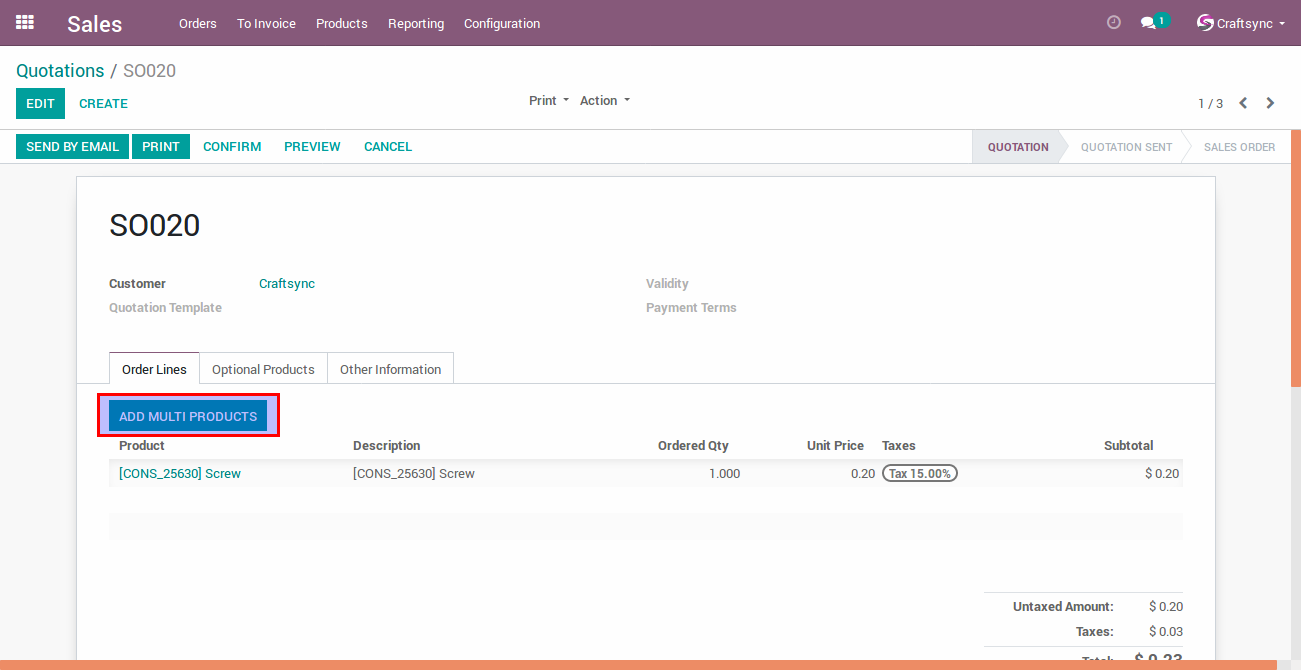 Sales Orders To Invoice Products Reporting Configuration 1 Craftsync
Quotations / SO020
EDIT CREATE Print Action 1 / 3
SEND BY EMAIL PRINT CONFIRM PREVIEW CANCEL QUOTATION QUOTATION SENT SALES ORDER
SO020
Customer Craftsync Validity
Quotation Template Payment Terms
Order Lines Optional Products Other Information
ADD MULTI PRODUCTS
Product Description Ordered Qty Unit Price Taxes Subtotal
[CONS_25630] Screw [CONS_25630] Screw 1.000 0.20 Tax 15.00% $ 0.20
Untaxed Amount: $ 0.20
Taxes: $ 0.03
Total: $ 0.23